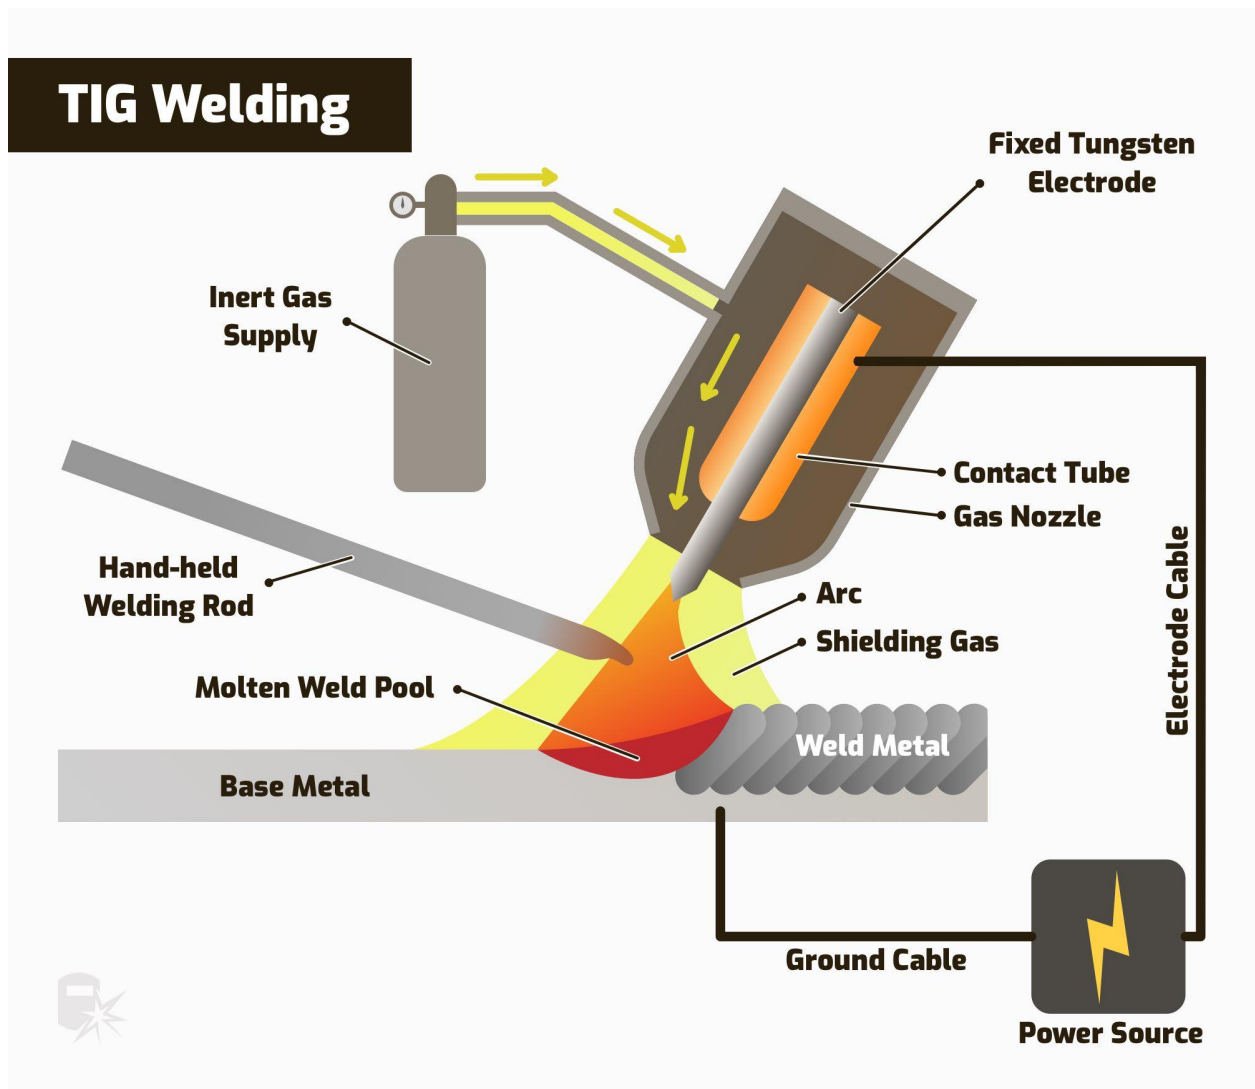 TIG Welding
Fixed Tungsten
Electrode
Inert Gas
Supply
Contact Tube
Gas Nozzle
Electrode Cable
Hand-held
Welding Rod
Arc
Shielding Gas
Molten Weld Pool
Weld Metal
Base Metal
Ground Cable
Power Source